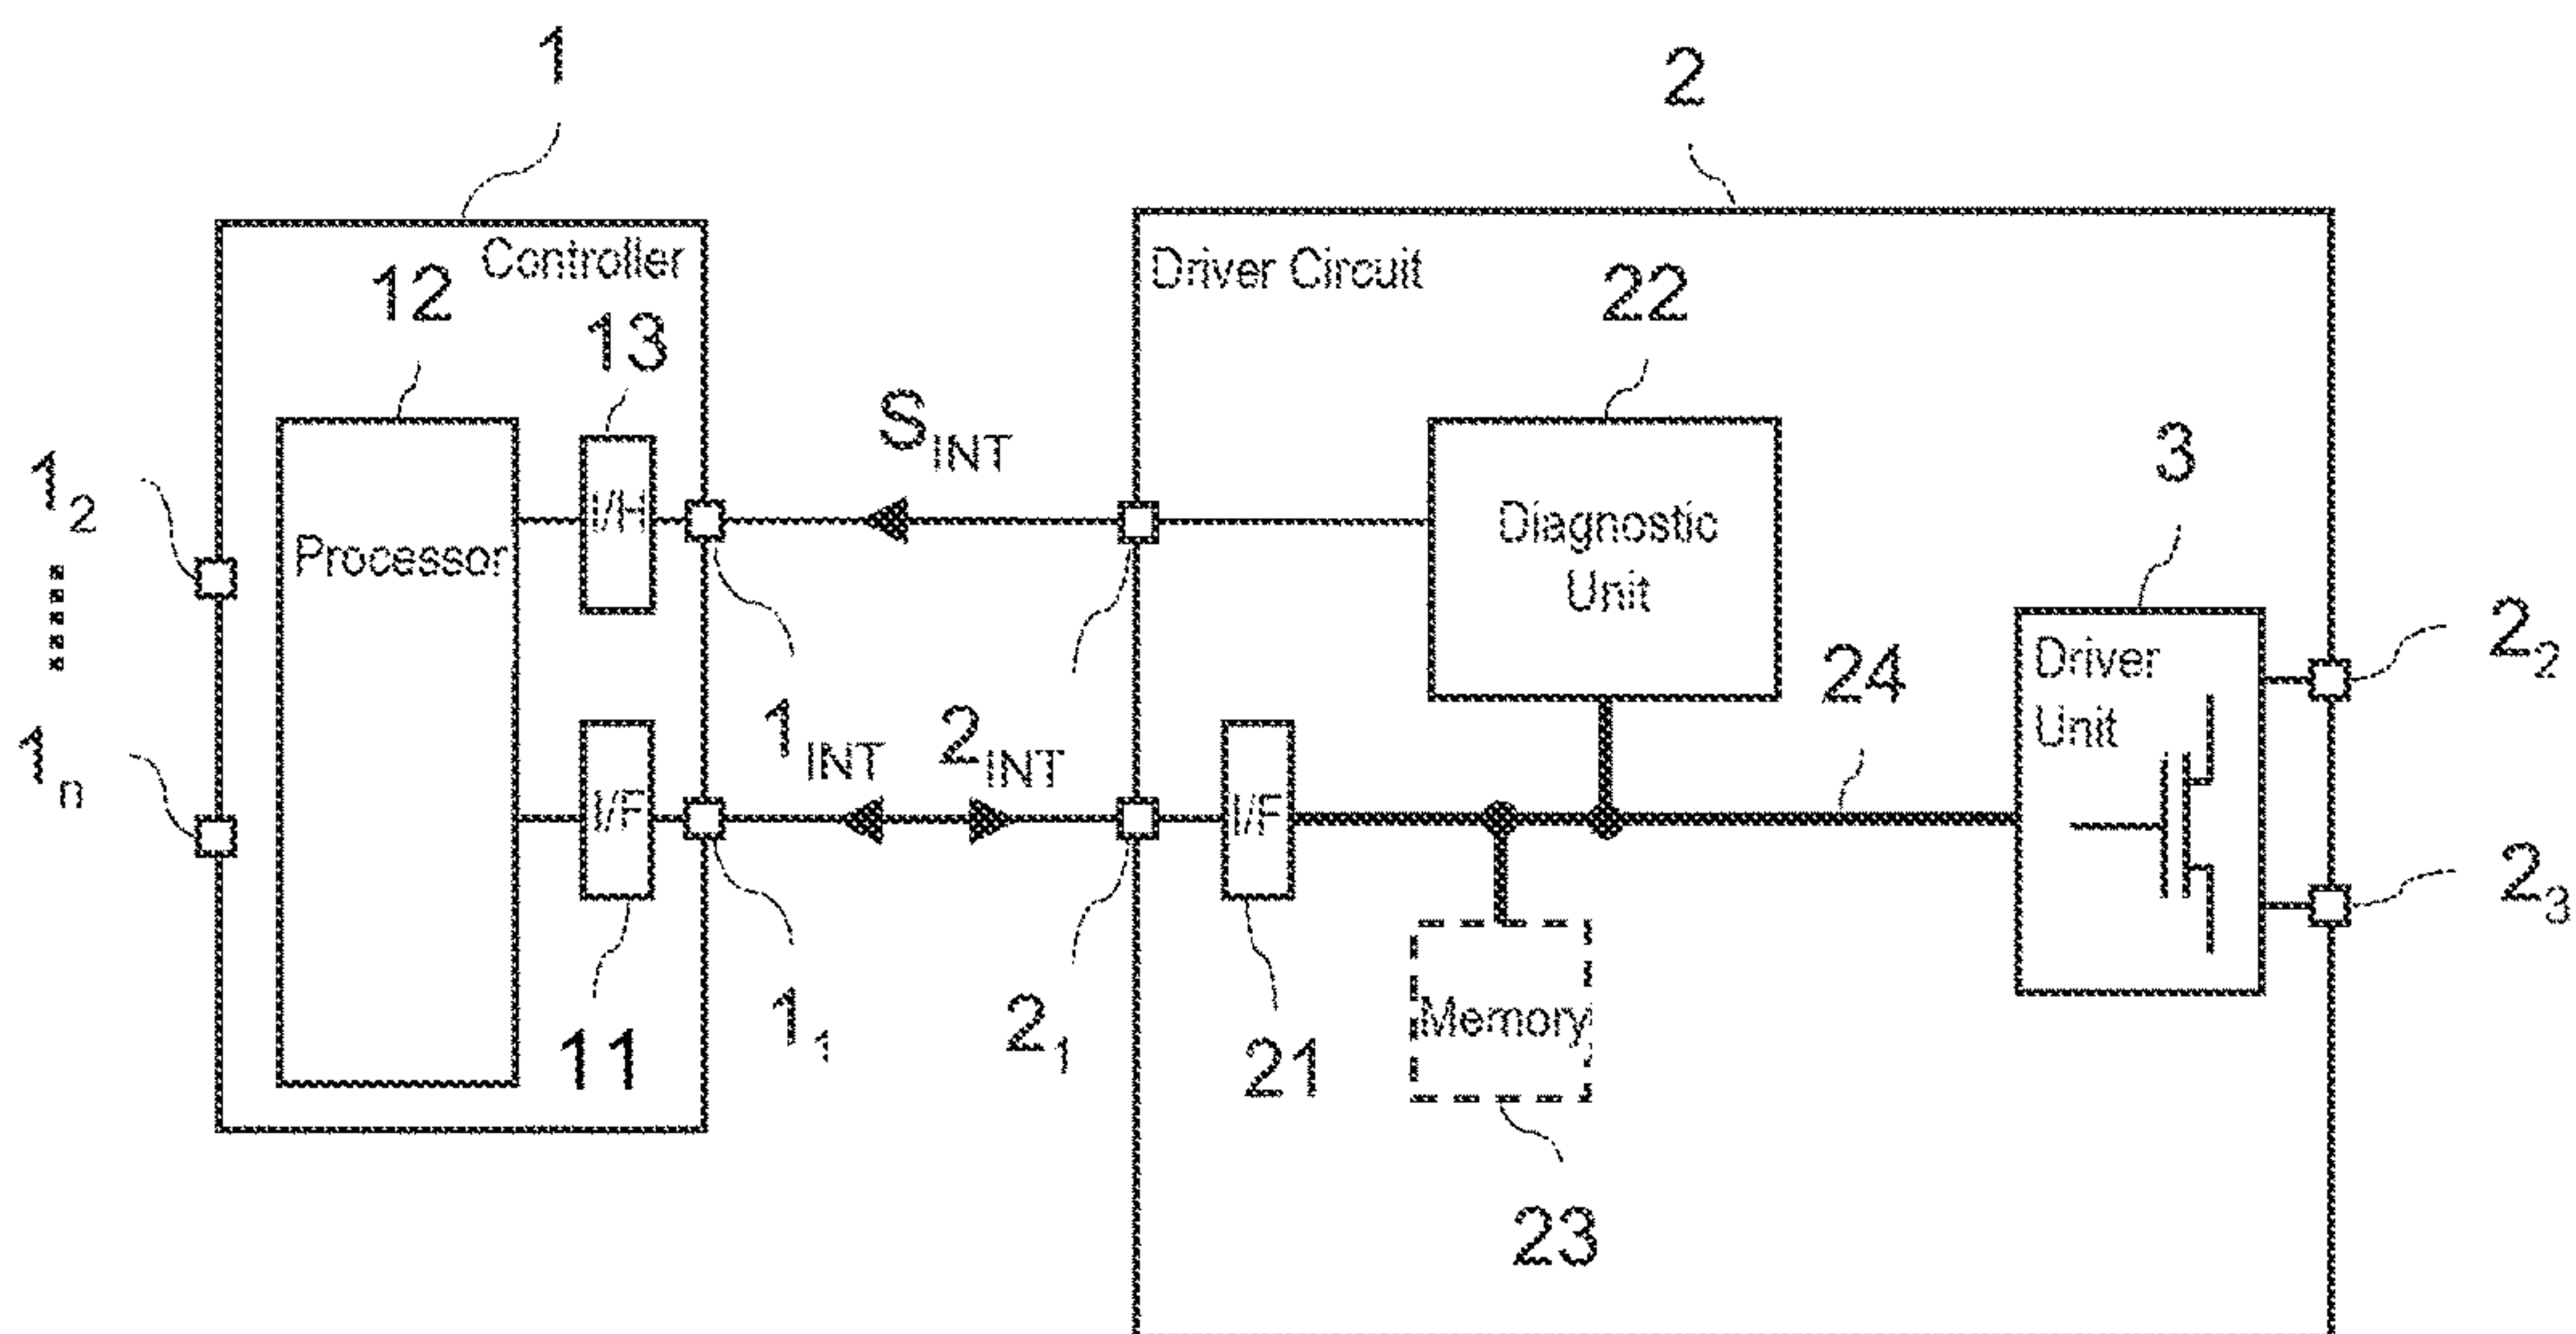 1
2
Controller
Driver Circuit
12
13
22
S_INT
3
1_2
I/H
Processor
Diagnostic
Unit
Driver
Unit
2_2
24
1_n
1_INT
2_INT
I/F
I/F
2_3
11
1_1
2_1
21
Memory
23